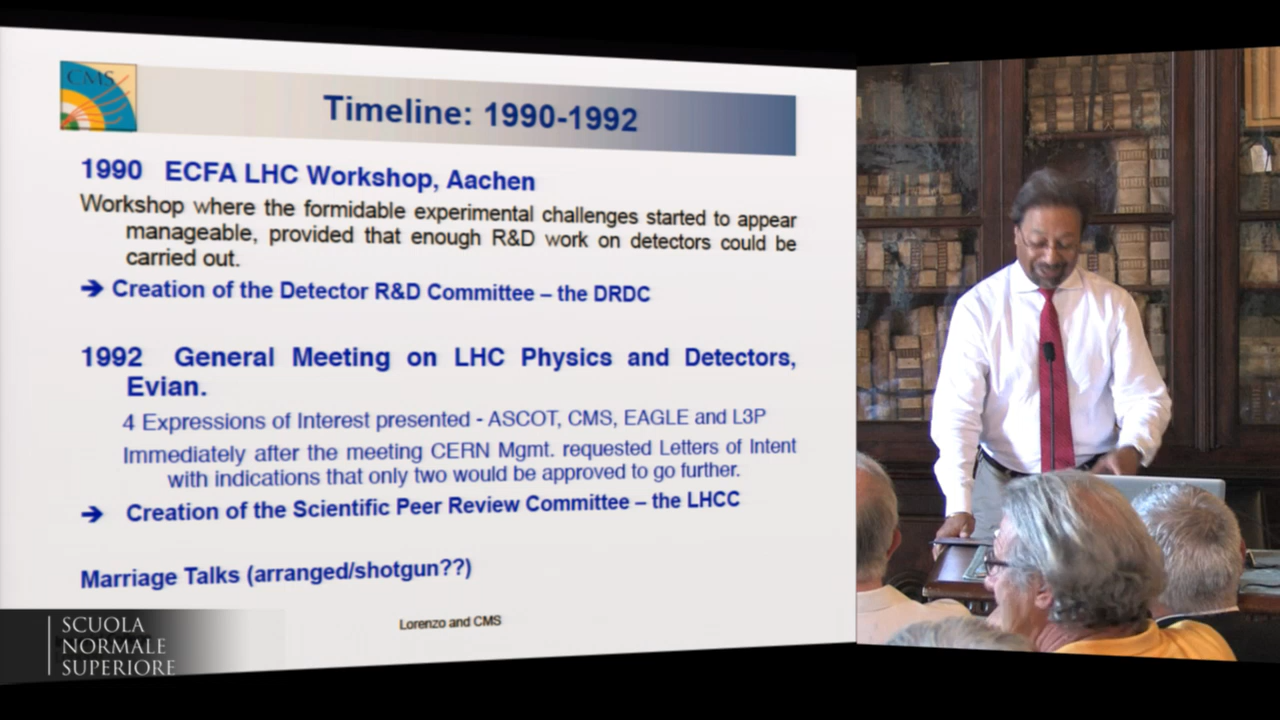 CMS
Timeline: 1990-1992
1990 ECFA LHC Workshop, Aachen
Workshop where the formidable experimental challenges started to appear
manageable, provided that enough R&D work on detectors could be
carried out.
➔ Creation of the Detector R&D Committee – the DRDC
1992 General Meeting on LHC Physics and Detectors,
Evian.
4 Expressions of Interest presented - ASCOT, CMS, EAGLE and L3P
Immediately after the meeting CERN Mgmt. requested Letters of Intent
with indications that only two would be approved to go further.
➔ Creation of the Scientific Peer Review Committee – the LHCC
Marriage Talks (arranged/shotgun??)
Lorenzo and CMS
SCUOLA
NORMALE
SUPERIORE